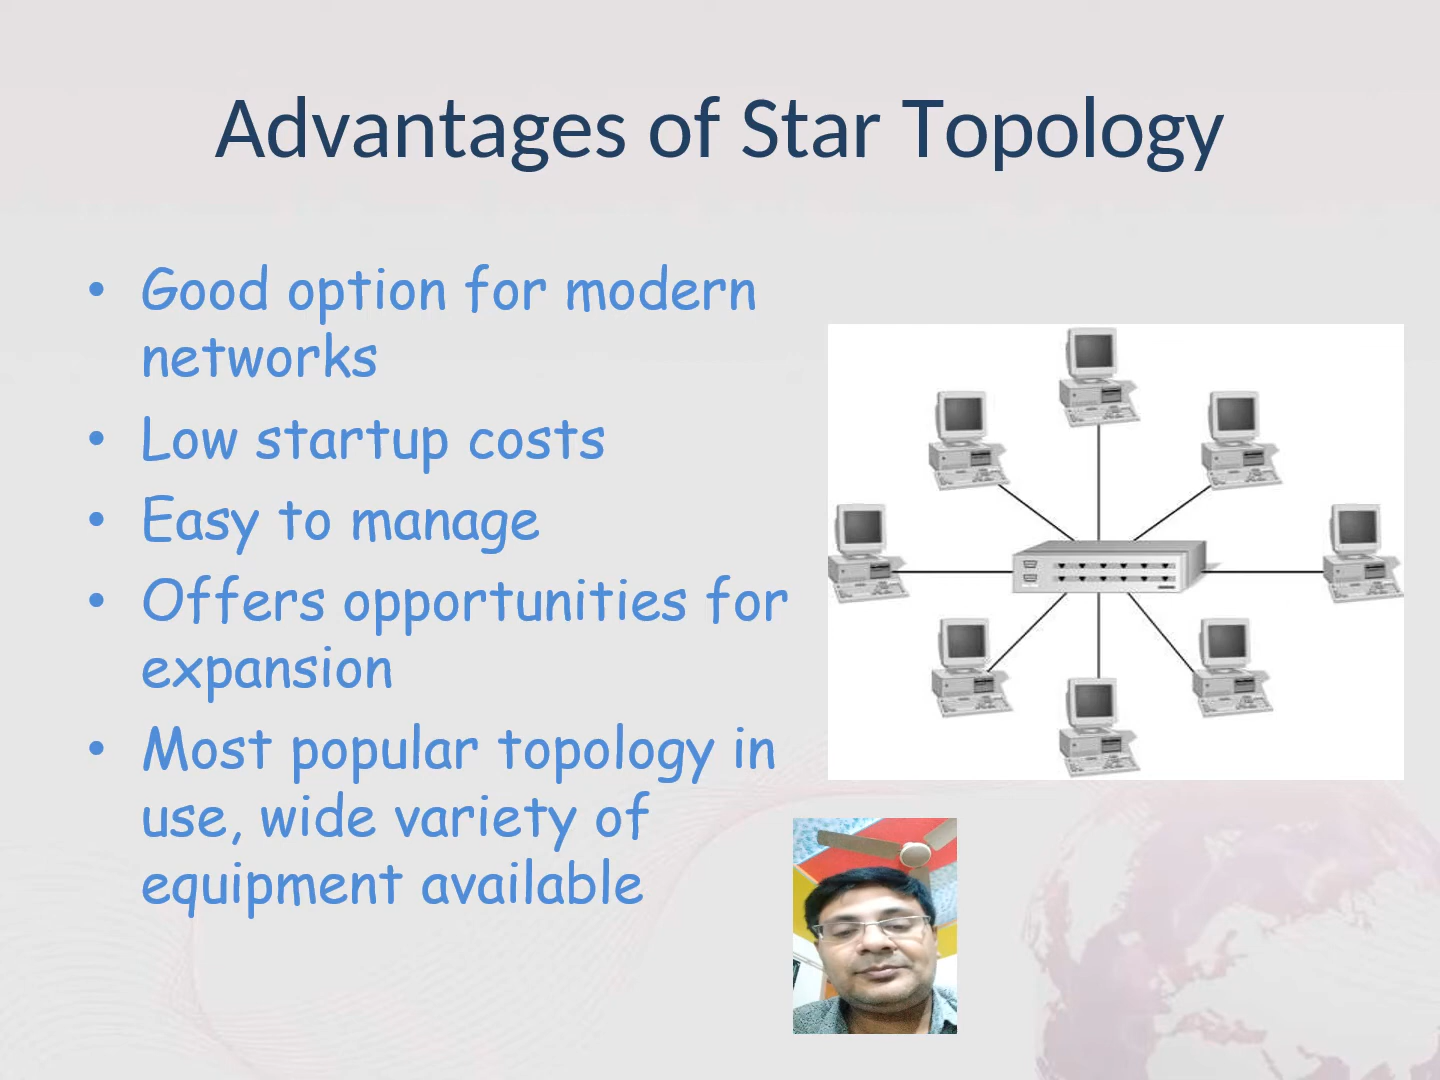 Advantages of Star Topology
• Good option for modern
networks
• Low startup costs
• Easy to manage
• Offers opportunities for
expansion
• Most popular topology in
use, wide variety of
equipment available